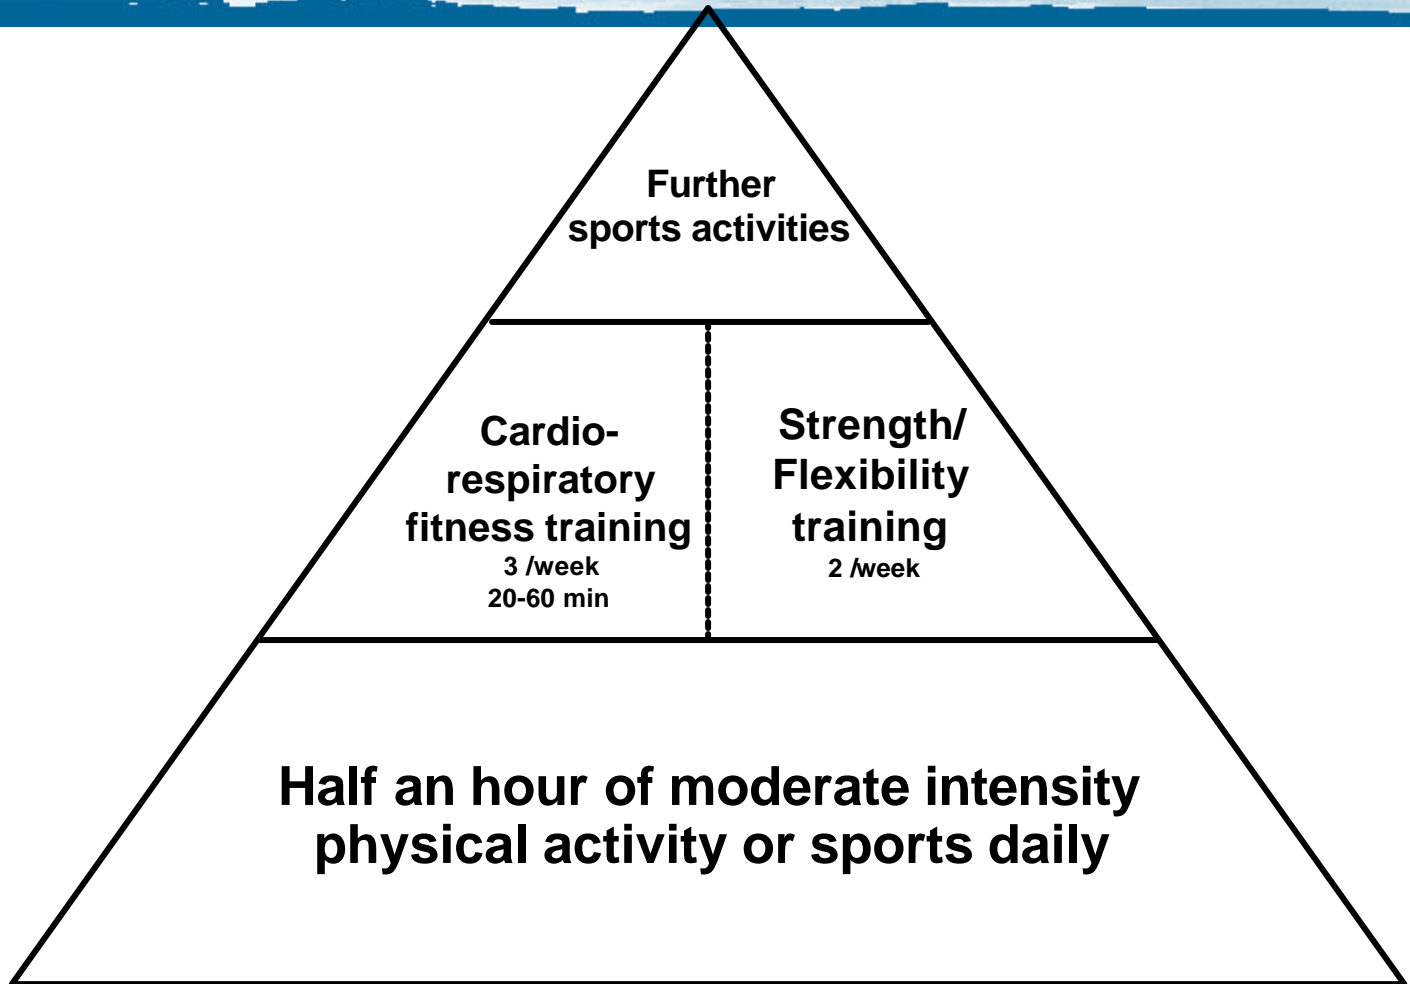 Further
sports activities
Cardio-
respiratory
fitness training
3 /week
20-60 min
Strength/
Flexibility
training
2 /week
Half an hour of moderate intensity
physical activity or sports daily